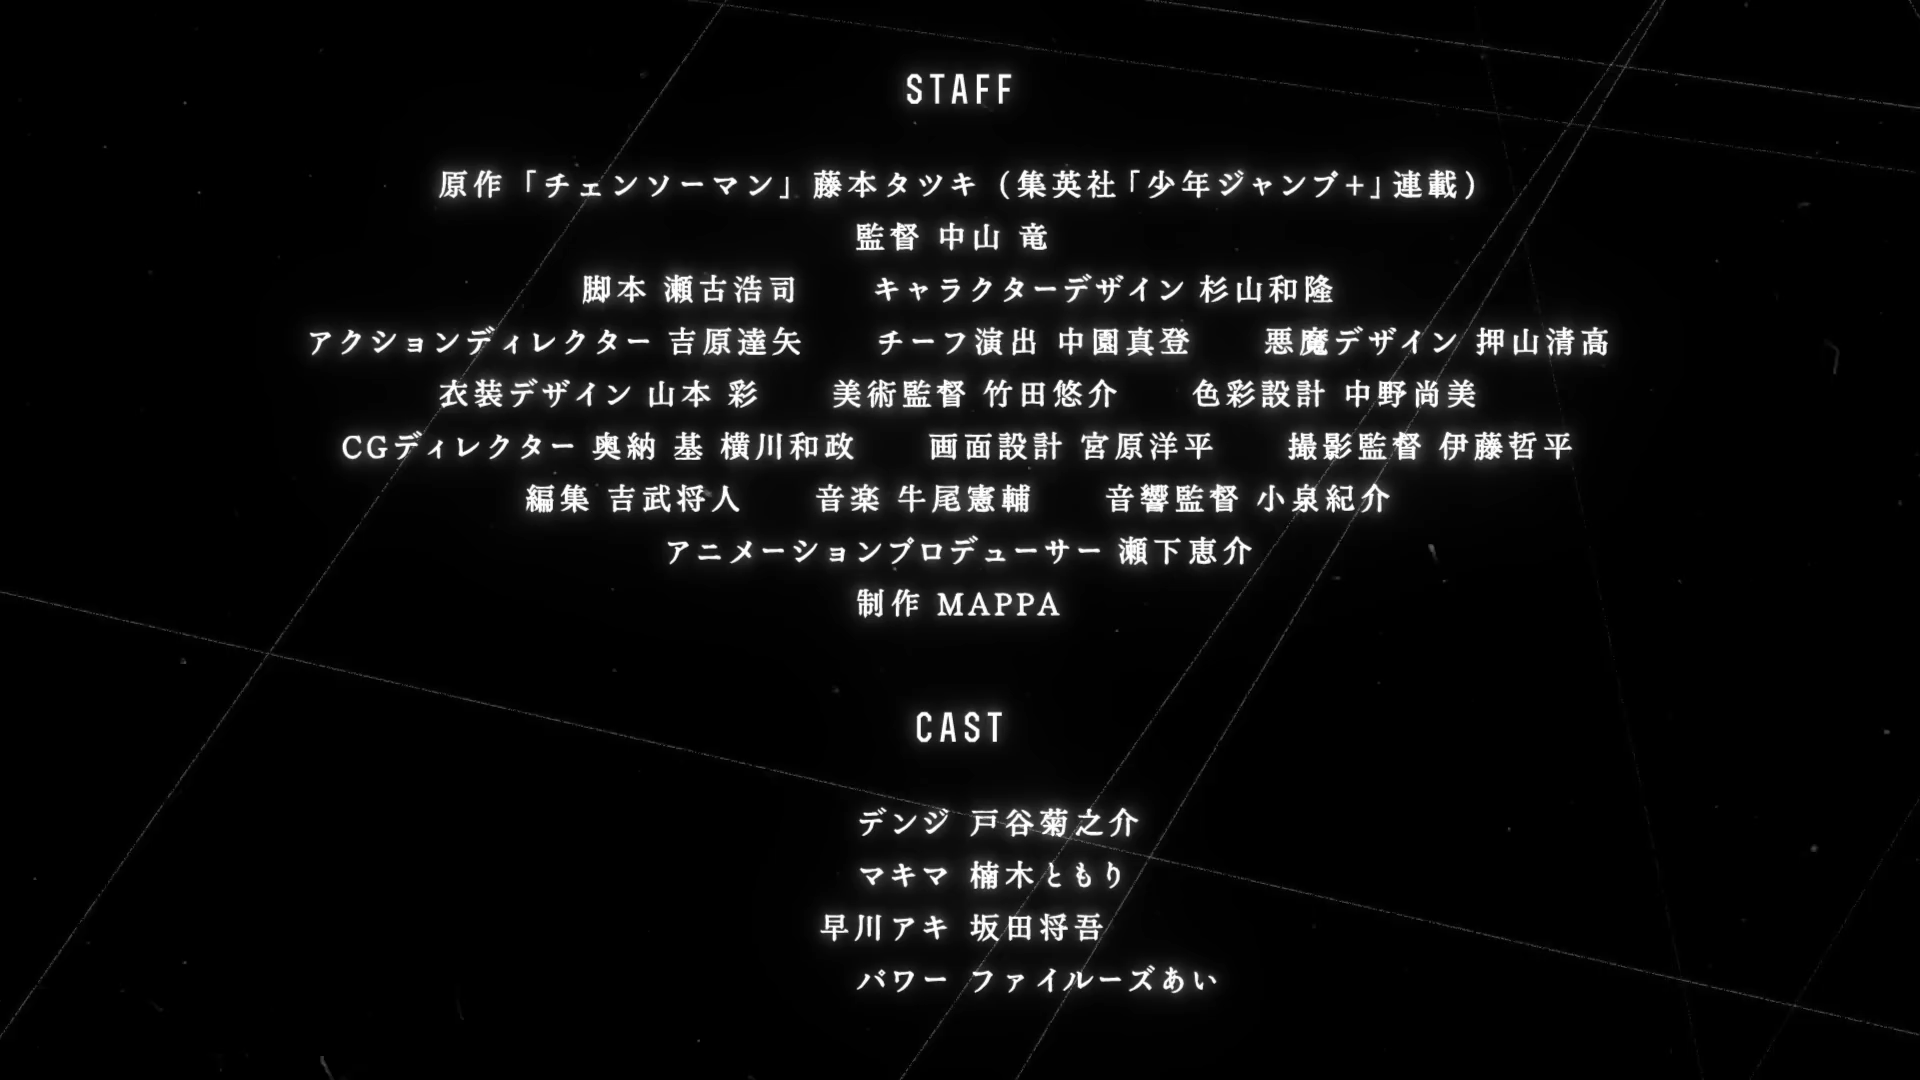 STAFF
原作「チェンソーマン」藤本タツキ（集英社「少年ジャンプ+」連載）
監督 中山 竜
脚本 瀬古浩司 キャラクターデザイン 杉山和隆
アクションディレクター 吉原達矢 チーフ演出 中園真登 悪魔デザイン 押山清高
衣装デザイン 山本 彩 美術監督 竹田悠介 色彩設計 中野尚美
CGディレクター 奥納 基 横川和政 画面設計 宮原洋平 撮影監督 伊藤哲平
編集 吉武将人 音楽 牛尾憲輔 音響監督 小泉紀介
アニメーションプロデューサー 瀬下恵介
制作 MAPPA
CAST
デンジ 戸谷菊之介
マキマ 楠木ともり
早川アキ 坂田将吾
パワー ファイルーズあい